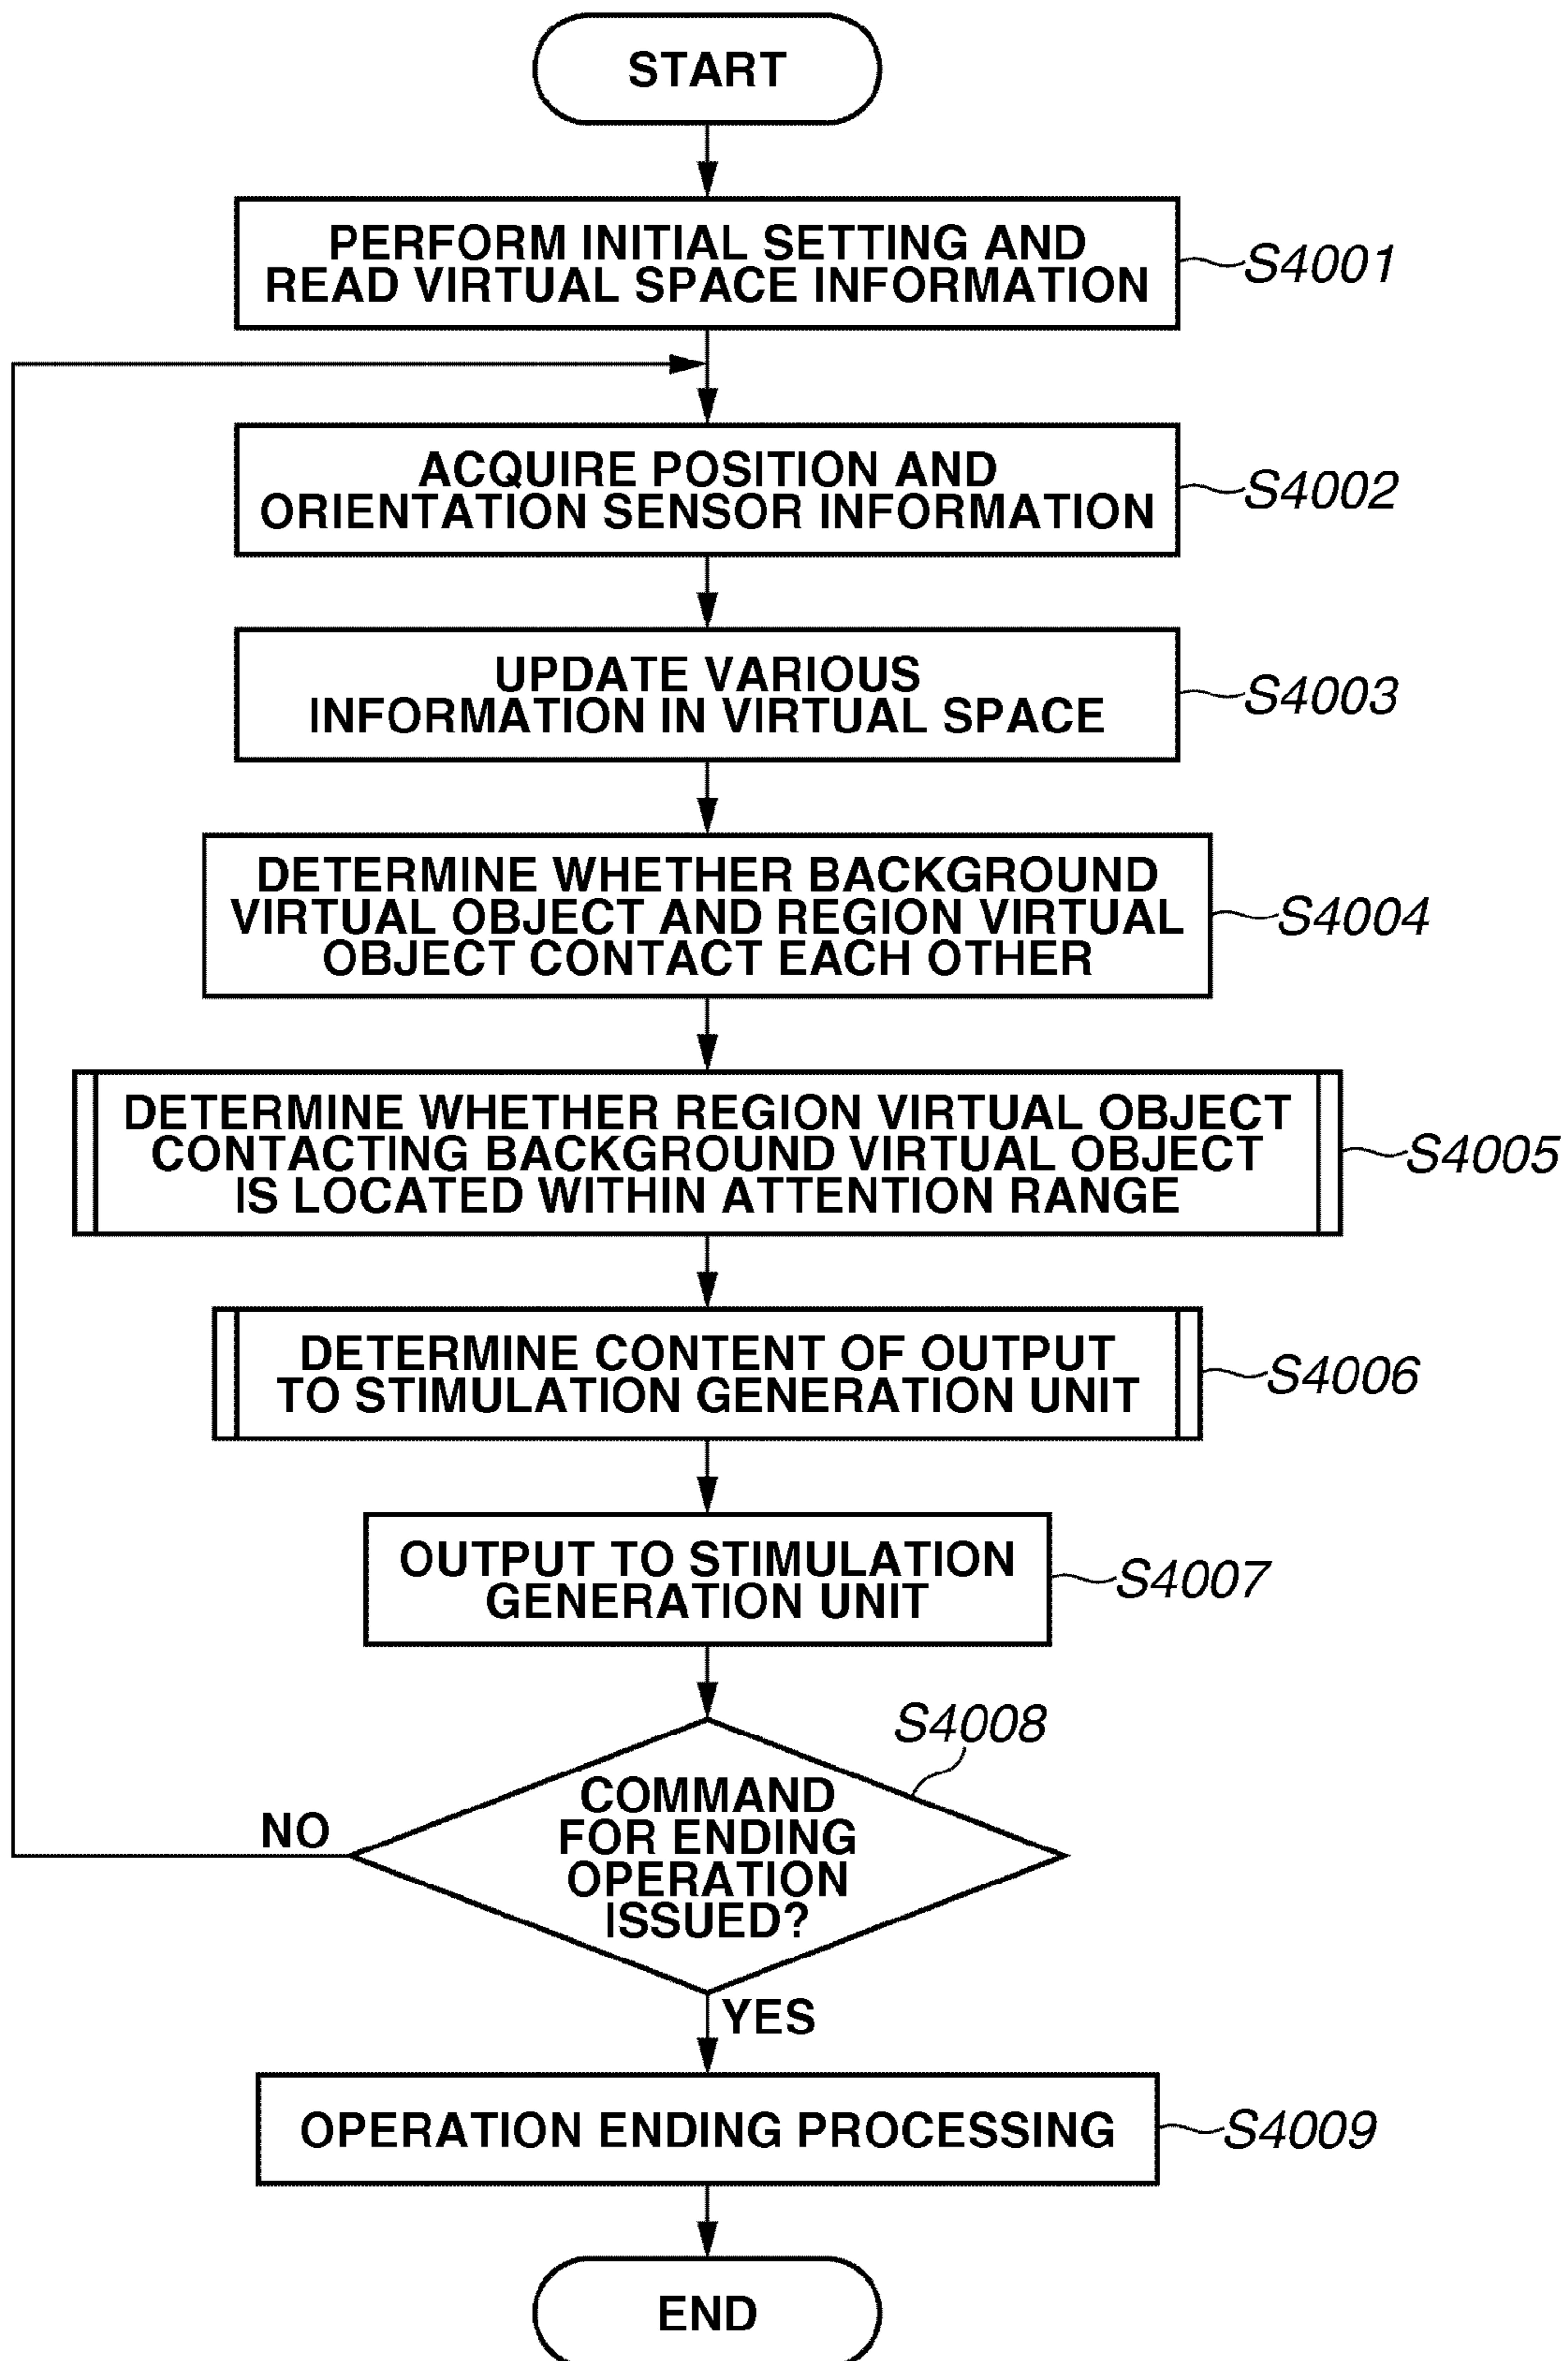 START
PERFORM INITIAL SETTING AND
READ VIRTUAL SPACE INFORMATION
S4001
ACQUIRE POSITION AND
ORIENTATION SENSOR INFORMATION
S4002
UPDATE VARIOUS
INFORMATION IN VIRTUAL SPACE
S4003
DETERMINE WHETHER BACKGROUND
VIRTUAL OBJECT AND REGION VIRTUAL
OBJECT CONTACT EACH OTHER
S4004
DETERMINE WHETHER REGION VIRTUAL OBJECT
CONTACTING BACKGROUND VIRTUAL OBJECT
IS LOCATED WITHIN ATTENTION RANGE
S4005
DETERMINE CONTENT OF OUTPUT
TO STIMULATION GENERATION UNIT
S4006
OUTPUT TO STIMULATION
GENERATION UNIT
S4007
S4008
COMMAND
FOR ENDING
OPERATION
ISSUED?
NO
YES
OPERATION ENDING PROCESSING
S4009
END